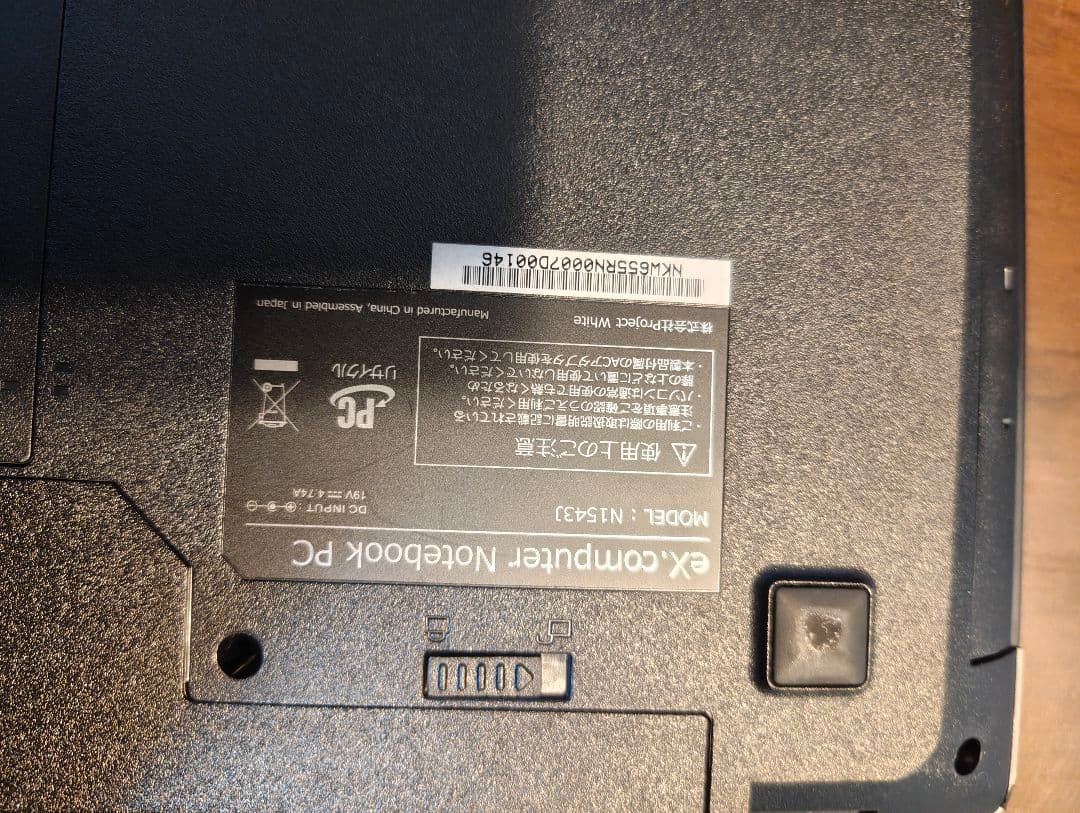 eX.computer Notebook PC
MODEL : N1543J
DC INPUT :
19V 4.74A
使用上のご注意
・ご利用の際は取扱説明書に記載されている
注意事項をご確認のうえご利用ください。
・パソコンは通常の使用でも熱くなるため
膝の上などに置いて使用しないでください。
・本製品付属のACアダプタを使用してください。
PC
リサイクル
株式会社Project White
Manufactured in China, Assembled in Japan
NKW655RN0007D00146